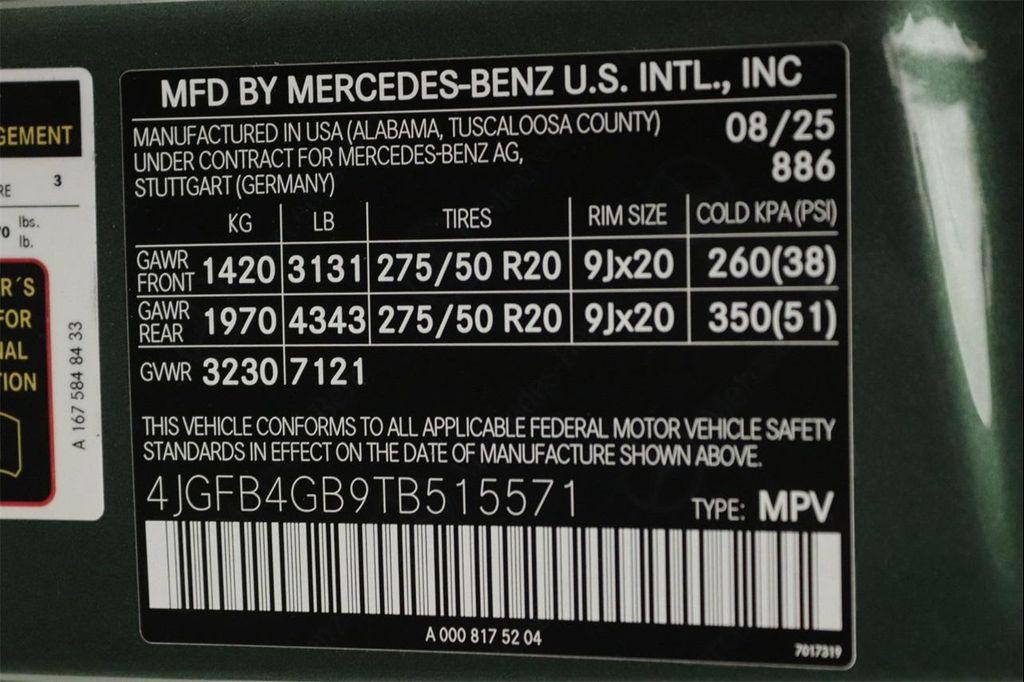 MFD BY MERCEDES-BENZ U.S. INTL., INC
MANUFACTURED IN USA (ALABAMA, TUSCALOOSA COUNTY) 08/25
UNDER CONTRACT FOR MERCEDES-BENZ AG, 886
STUTTGART (GERMANY)
KG LB TIRES RIM SIZE COLD KPA (PSI)
GAWR FRONT 1420 3131 275/50 R20 9Jx20 260(38)
GAWR REAR 1970 4343 275/50 R20 9Jx20 350(51)
GVWR 3230 7121
THIS VEHICLE CONFORMS TO ALL APPLICABLE FEDERAL MOTOR VEHICLE SAFETY
STANDARDS IN EFFECT ON THE DATE OF MANUFACTURE SHOWN ABOVE.
4JGFB4GB9TB515571 TYPE: MPV
A 000 817 52 04
7017319
GEMENT
RE 3
0 lbs.
lb.
R´S
FOR
IAL
TION
A 167 584 84 33